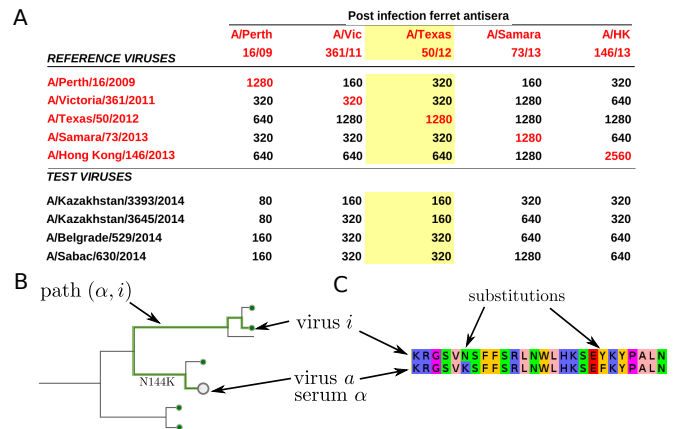 A
Post infection ferret antisera
A/Perth A/Vic A/Texas A/Samara A/HK
16/09 361/11 50/12 73/13 146/13
REFERENCE VIRUSES
A/Perth/16/2009 1280 160 320 160 320
A/Victoria/361/2011 320 320 320 1280 640
A/Texas/50/2012 640 1280 1280 1280 1280
A/Samara/73/2013 320 320 320 1280 640
A/Hong Kong/146/2013 640 640 640 1280 2560
TEST VIRUSES
A/Kazakhstan/3393/2014 80 160 160 320 320
A/Kazakhstan/3645/2014 80 320 160 640 320
A/Belgrade/529/2014 160 320 320 640 640
A/Sabac/630/2014 160 320 320 1280 640
B
path (α, i)
N144K
virus i
virus a
serum α
C
substitutions
KRGSVNSFFSRLNWLHKSEYKYPALN
KRGSVKSFFSRLNWLHKSEFKYPALN